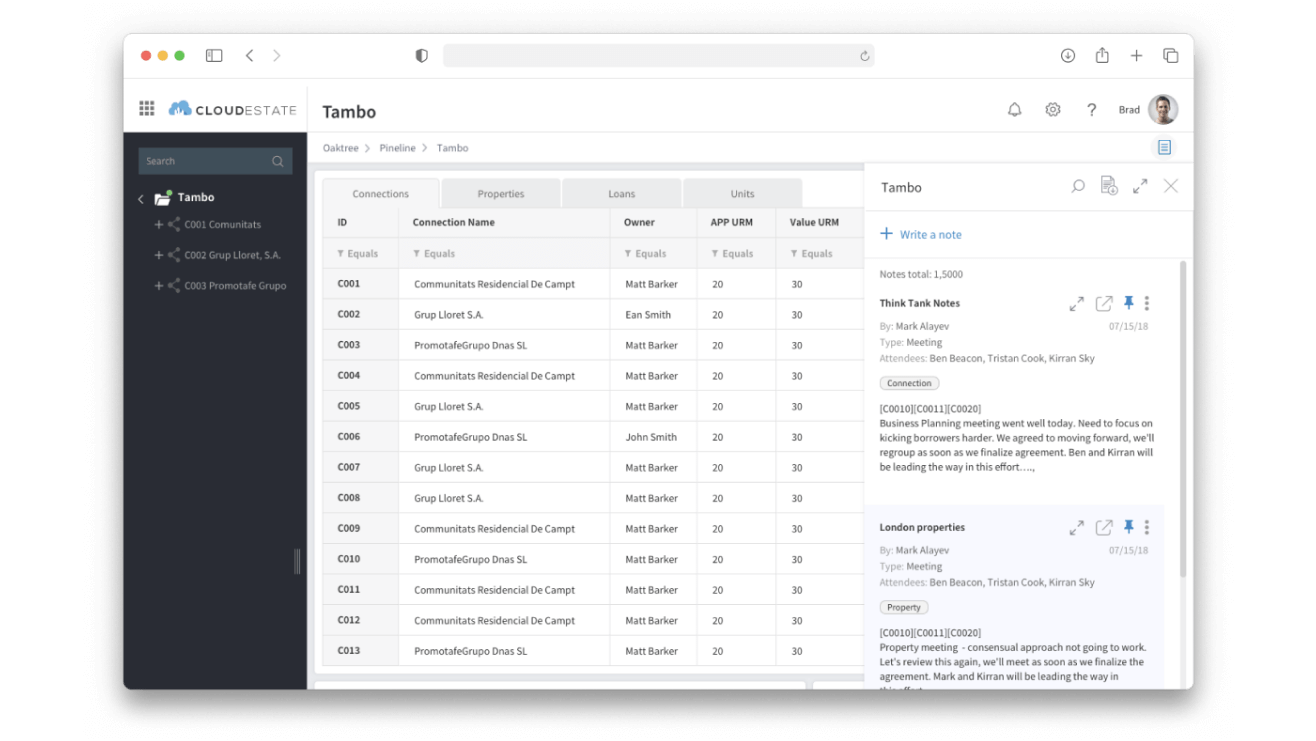 CLOUDESTATE
Tambo
?
Brad
Search
Oaktree > Pineline > Tambo
Tambo
C001 Comunitats
C002 Grup Lloret, S.A.
C003 Promotafe Grupo
Connections Properties Loans Units
ID Connection Name Owner APP URM Value URM
Equals Equals Equals Equals Equals
C001 Communitats Residencial De Campt Matt Barker 20 30
C002 Grup Lloret S.A. Ean Smith 20 30
C003 PromotafeGrupo Dnas SL Matt Barker 20 30
C004 Communitats Residencial De Campt Matt Barker 20 30
C005 Grup Lloret S.A. Matt Barker 20 30
C006 PromotafeGrupo Dnas SL John Smith 20 30
C007 Grup Lloret S.A. Matt Barker 20 30
C008 Grup Lloret S.A. Matt Barker 20 30
C009 Communitats Residencial De Campt Matt Barker 20 30
C010 PromotafeGrupo Dnas SL Matt Barker 20 30
C011 Communitats Residencial De Campt Matt Barker 20 30
C012 Communitats Residencial De Campt Matt Barker 20 30
C013 PromotafeGrupo Dnas SL Matt Barker 20 30
Tambo
+ Write a note
Notes total: 1,5000
Think Tank Notes
By: Mark Alayev 07/15/18
Type: Meeting
Attendees: Ben Beacon, Tristan Cook, Kirran Sky
Connection
[C0010][C0011][C0020]
Business Planning meeting went well today. Need to focus on
kicking borrowers harder. We agreed to moving forward, we'll
regroup as soon as we finalize agreement. Ben and Kirran will
be leading the way in this effort....,
London properties
By: Mark Alayev 07/15/18
Type: Meeting
Attendees: Ben Beacon, Tristan Cook, Kirran Sky
Property
[C0010][C0011][C0020]
Property meeting - consensual approach not going to work.
Let's review this again, we'll meet as soon as we finalize the
agreement. Mark and Kirran will be leading the way in